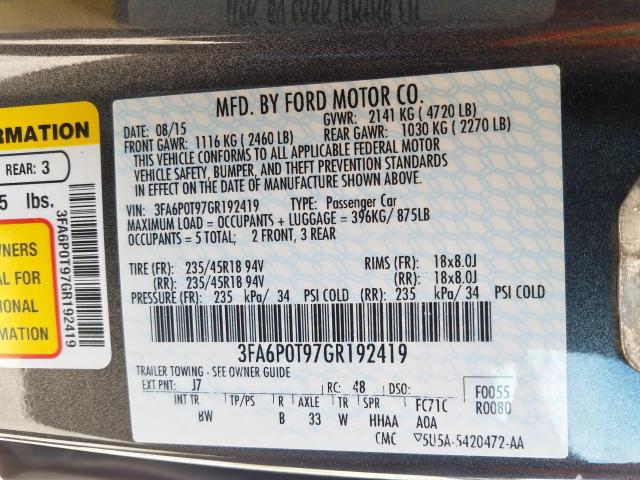 MFD. BY FORD MOTOR CO.
DATE: 08/15 GVWR: 2141 KG ( 4720 LB)
FRONT GAWR: 1116 KG ( 2460 LB) REAR GAWR: 1030 KG ( 2270 LB)
THIS VEHICLE CONFORMS TO ALL APPLICABLE FEDERAL MOTOR
VEHICLE SAFETY, BUMPER, AND THEFT PREVENTION STANDARDS
IN EFFECT ON THE DATE OF MANUFACTURE SHOWN ABOVE.
VIN: 3FA6P0T97GR192419 TYPE: Passenger Car
MAXIMUM LOAD = OCCUPANTS + LUGGAGE = 396KG/ 875LB
OCCUPANTS = 5 TOTAL; 2 FRONT, 3 REAR
TIRE (FR): 235/45R18 94V RIMS (FR): 18x8.0J
(RR): 235/45R18 94V (RR): 18x8.0J
PRESSURE (FR): 235 kPa/ 34 PSI COLD (RR): 235 kPa/ 34 PSI COLD
3FA6P0T97GR192419
TRAILER TOWING - SEE OWNER GUIDE
EXT PNT: J7 RC: 48 DSO: F0055
INT TR TP/PS R AXLE TR SPR FC71C R0080
BW B 33 W HHAA A0A
CMC ▽5U5A-5420472-AA
ORMATION
REAR: 3
5 lbs.
WNERS
AL FOR
IONAL
RMATION
3FA6P0T97GR192419